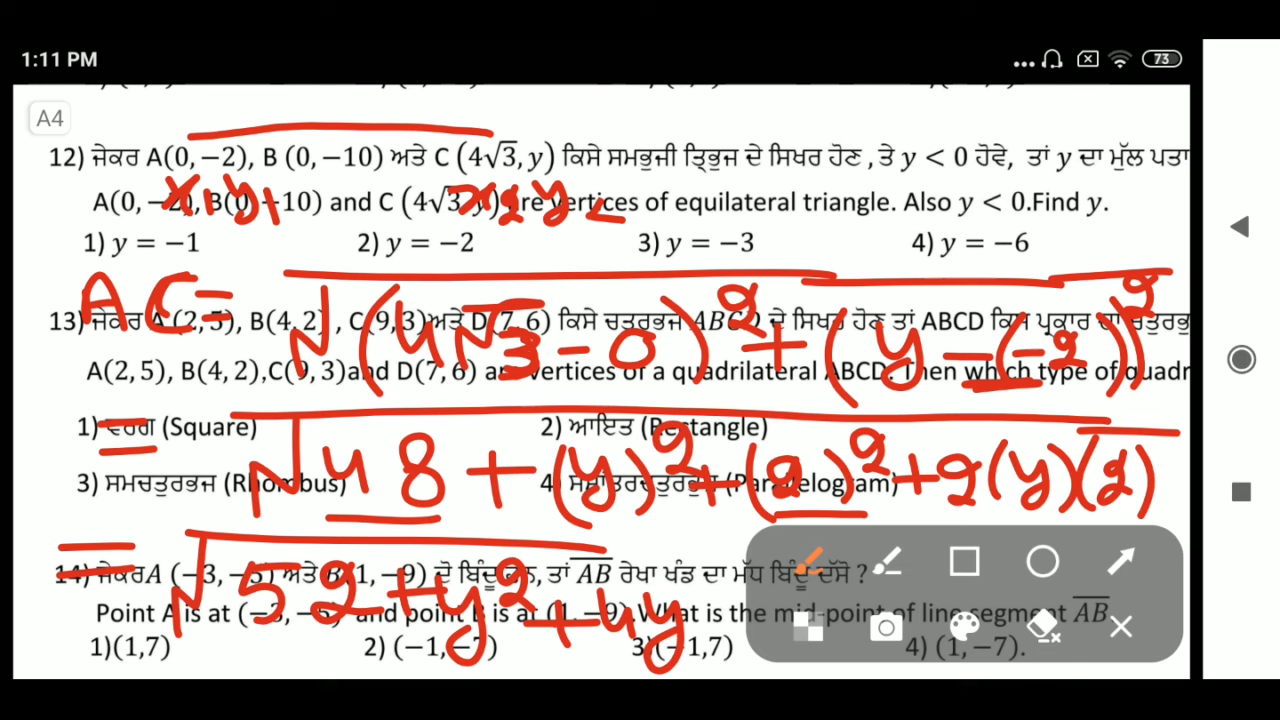 1:11 PM
73
A4
12) ਜੇਕਰ A(0, −2), B (0, −10) ਅਤੇ C (4√3, y) ਕਿਸੇ ਸਮਭੁਜੀ ਤ੍ਰਿਭੁਜ ਦੇ ਸਿਖਰ ਹੋਣ ,ਤੇ y < 0 ਹੋਵੇ, ਤਾਂ y ਦਾ ਮੁੱਲ ਪਤਾ
x1y1 x2y2
A(0, −2), B(0, −10) and C (4√3, y) are vertices of equilateral triangle. Also y < 0.Find y.
1) y = −1 2) y = −2 3) y = −3 4) y = −6
AC = √(4√3 − 0)² + (y − (−2))²
13) ਜੇਕਰ A (2, 5), B(4, 2) , C(9, 3)ਅਤੇ D(7, 6) ਕਿਸੇ ਚਤਰਭਜ ABCD ਦੇ ਸਿਖਰ ਹੋਣ ਤਾਂ ABCD ਕਿਸ ਪ੍ਰਕਾਰ ਦਾ
A(2, 5), B(4, 2),C(9, 3)and D(7, 6) are vertices of a quadrilateral ABCD. Then which type of quadr
1) ਵਰਗ (Square) 2) ਆਇਤ (Rectangle)
= √48 + (y)² + (2)² + 2(y)(2)
3) ਸਮਚਤਰਭਜ (Rhombus) 4) (Parallelogram)
14) ਜੇਕਰA (−3, −5) ਅਤੇ B(1, −9) ਦੋ ਬਿੰਦੂ ਹਨ, ਤਾਂ AB ਰੇਖਾ ਖੰਡ ਦਾ ਮੱਧ ਬਿੰਦੂ ਦੱਸੋ ?
= √52 + y² + 4y
Point A is at (−3, −5) and point B is at (1, −9).What is the mid-point of line segment AB
1)(1,7) 2) (−1,−7) 3)(−1,7) 4) (1,−7).